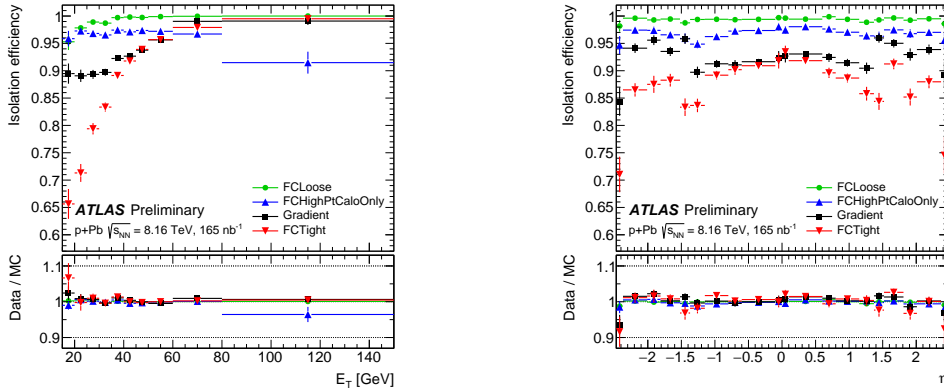 Isolation efficiency
1
0.95
0.9
0.85
0.8
0.75
0.7
0.65
0.6
FCLoose
FCHighPtCaloOnly
Gradient
FCTight
ATLAS Preliminary
p+Pb √s_NN = 8.16 TeV, 165 nb⁻¹
Data / MC
1.1
1
0.9
20 40 60 80 100 120 140
E_T [GeV]
Isolation efficiency
1
0.95
0.9
0.85
0.8
0.75
0.7
0.65
0.6
FCLoose
FCHighPtCaloOnly
Gradient
FCTight
ATLAS Preliminary
p+Pb √s_NN = 8.16 TeV, 165 nb⁻¹
Data / MC
1.1
1
0.9
−2 −1.5 −1 −0.5 0 0.5 1 1.5 2